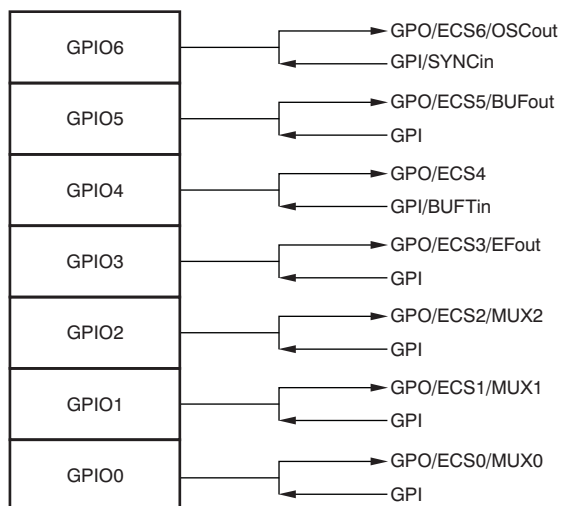 GPIO6
GPO/ECS6/OSCout
GPI/SYNCin
GPIO5
GPO/ECS5/BUFout
GPI
GPIO4
GPO/ECS4
GPI/BUFTin
GPIO3
GPO/ECS3/EFout
GPI
GPIO2
GPO/ECS2/MUX2
GPI
GPIO1
GPO/ECS1/MUX1
GPI
GPIO0
GPO/ECS0/MUX0
GPI